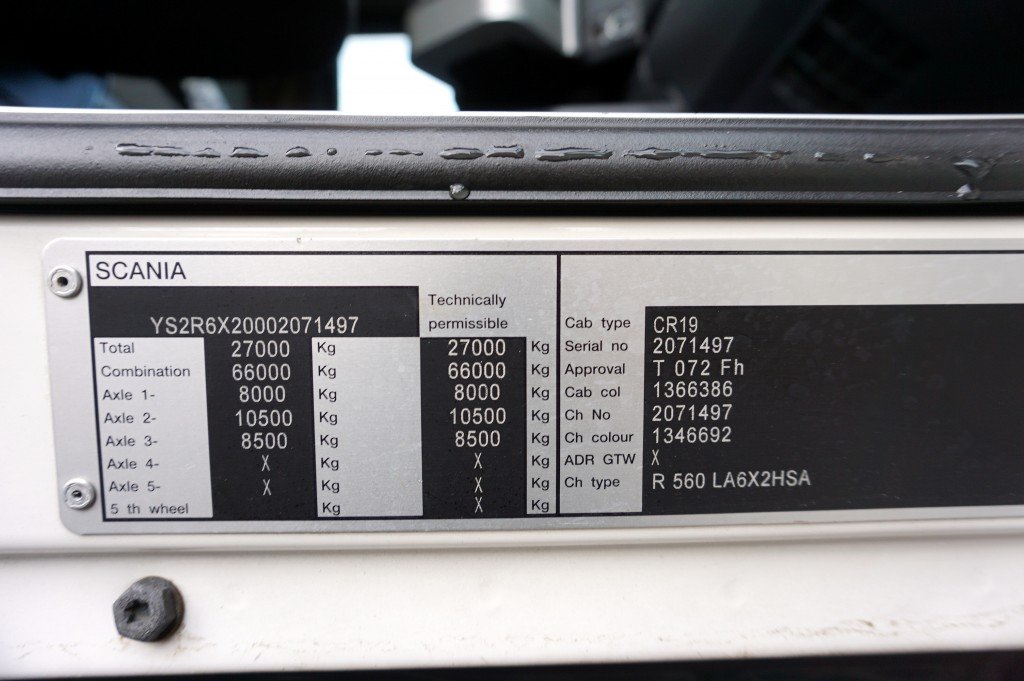 SCANIA
YS2R6X20002071497
Technically
permissible
Total 27000 Kg 27000 Kg
Combination 66000 Kg 66000 Kg
Axle 1- 8000 Kg 8000 Kg
Axle 2- 10500 Kg 10500 Kg
Axle 3- 8500 Kg 8500 Kg
Axle 4- X Kg X Kg
Axle 5- X Kg X Kg
5 th wheel Kg X Kg
Cab type CR19
Serial no 2071497
Approval T 072 Fh
Cab col 1366386
Ch No 2071497
Ch colour 1346692
ADR GTW X
Ch type R 560 LA6X2HSA